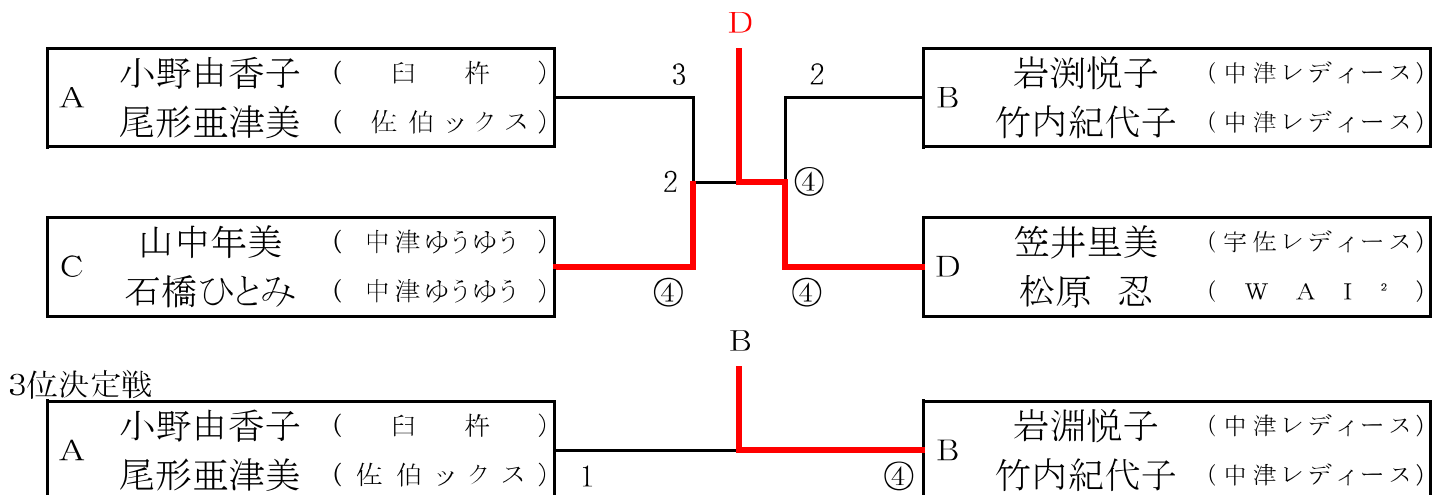 D
A 小野由香子 ( 臼 杵 ) 3 2 B 岩渕悦子 (中津レディース)
尾形亜津美 ( 佐伯ックス ) 竹内紀代子 (中津レディース)
2 ④
C 山中年美 ( 中津ゆうゆう ) D 笠井里美 (宇佐レディース)
石橋ひとみ ( 中津ゆうゆう ) ④ ④ 松原 忍 ( W A I ² )
B
3位決定戦
A 小野由香子 ( 臼 杵 ) B 岩淵悦子 (中津レディース)
尾形亜津美 ( 佐伯ックス ) 1 ④ 竹内紀代子 (中津レディース)